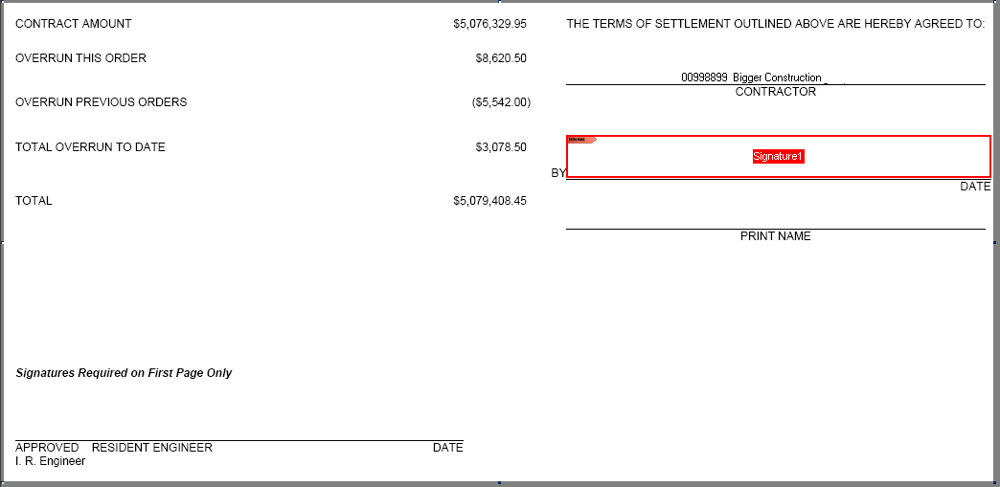 CONTRACT AMOUNT $5,076,329.95
OVERRUN THIS ORDER $8,620.50
OVERRUN PREVIOUS ORDERS ($5,542.00)
TOTAL OVERRUN TO DATE $3,078.50
TOTAL $5,079,408.45
THE TERMS OF SETTLEMENT OUTLINED ABOVE ARE HEREBY AGREED TO:
00998899 Bigger Construction
CONTRACTOR
Signature1
BY
DATE
PRINT NAME
Signatures Required on First Page Only
APPROVED RESIDENT ENGINEER DATE
I. R. Engineer